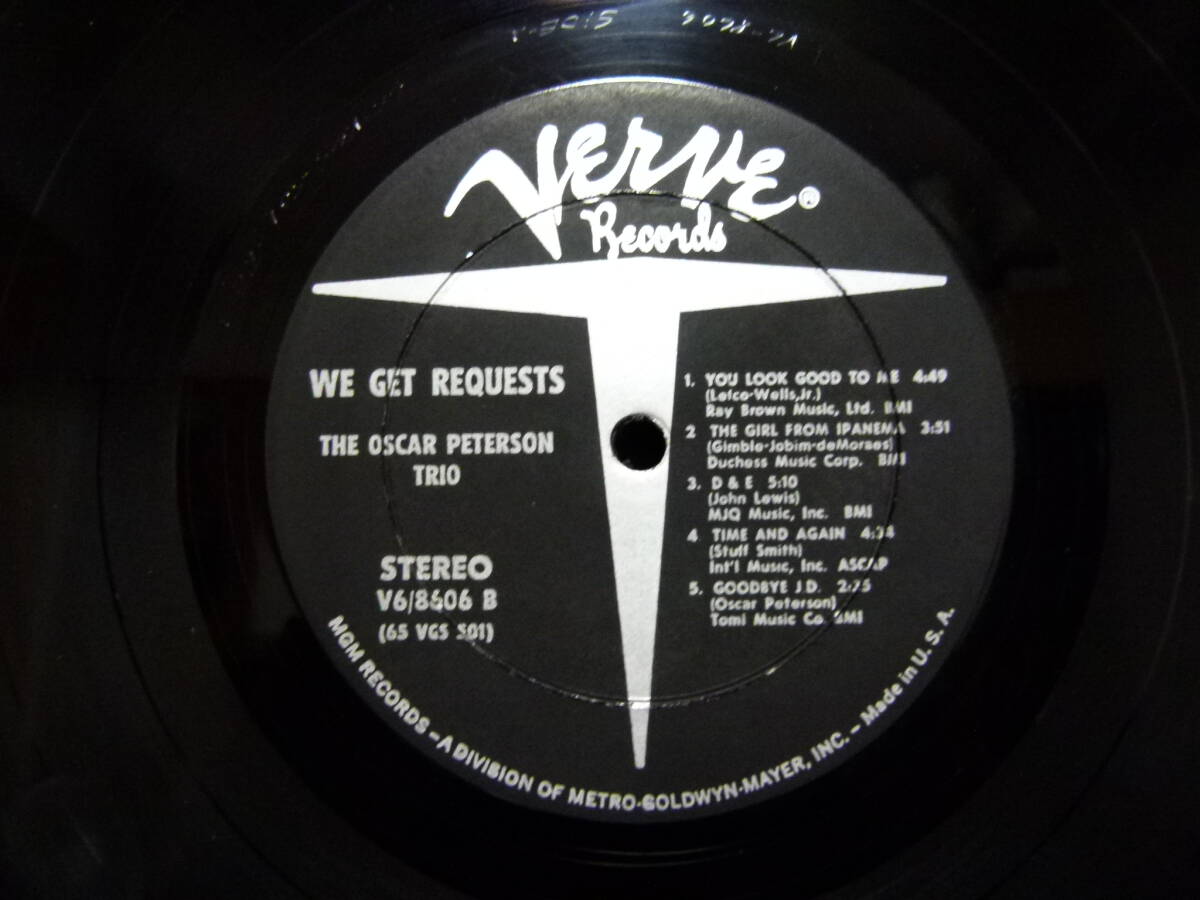 VERVE ®
Records
WE GET REQUESTS
THE OSCAR PETERSON
TRIO
STEREO
V6/8606 B
(65 VGS 501)
1. YOU LOOK GOOD TO ME 4:49
(Lefco-Wells,Jr.)
Ray Brown Music, Ltd. BMI
2 THE GIRL FROM IPANEMA 3:51
(Gimble-Jobim-deMoraes)
Duchess Music Corp. BMI
3. D & E 5:10
(John Lewis)
MJQ Music, Inc. BMI
4 TIME AND AGAIN 4:34
(Stuff Smith)
Int'l Music, Inc. ASCAP
5. GOODBYE J.D.
(Oscar Peterson)
Tomi Music Co. BMI
MGM RECORDS – A DIVISION OF METRO-GOLDWYN-MAYER, INC. – Made in U. S. A.